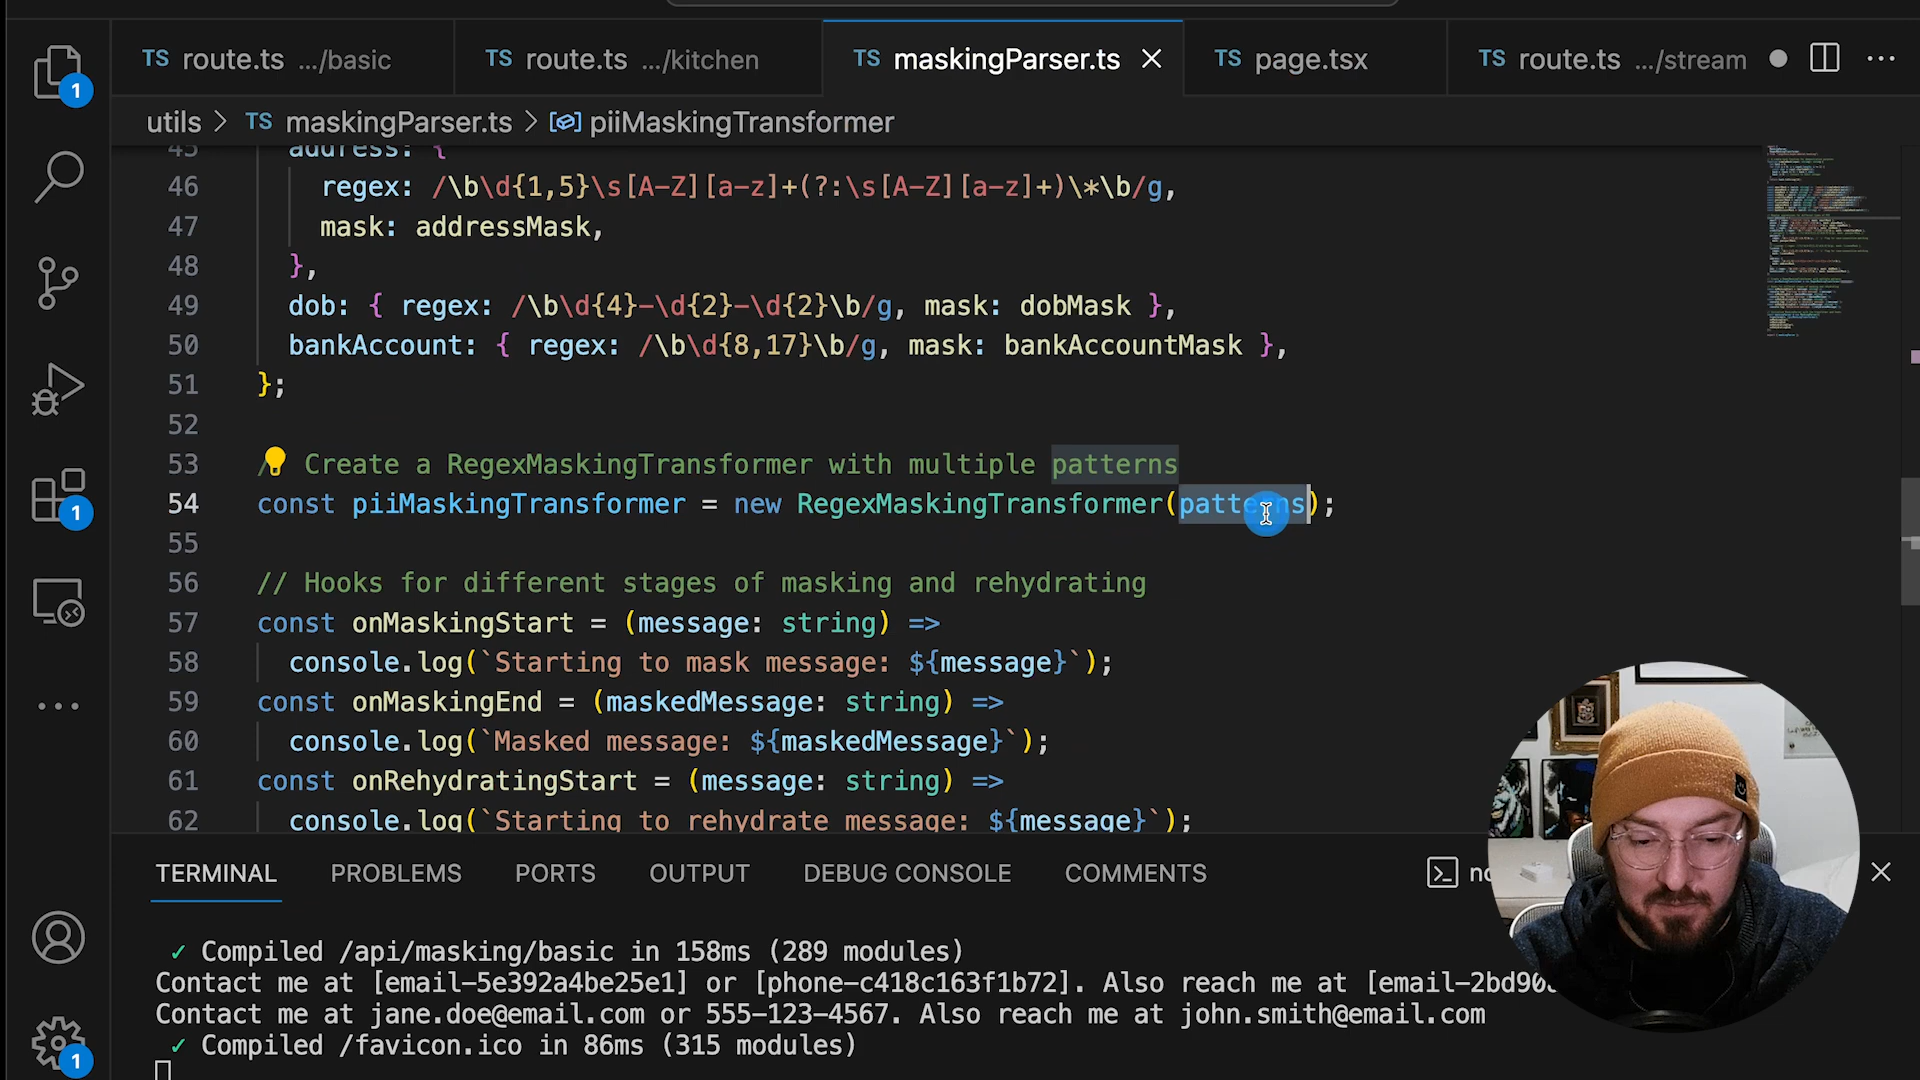 TS route.ts .../basic
TS route.ts .../kitchen
TS maskingParser.ts
TS page.tsx
TS route.ts .../stream
utils > TS maskingParser.ts > piiMaskingTransformer
45 address: {
46 regex: /\b\d{1,5}\s[A-Z][a-z]+(?:\s[A-Z][a-z]+)\*\b/g,
47 mask: addressMask,
48 },
49 dob: { regex: /\b\d{4}-\d{2}-\d{2}\b/g, mask: dobMask },
50 bankAccount: { regex: /\b\d{8,17}\b/g, mask: bankAccountMask },
51 };
52
53 / Create a RegexMaskingTransformer with multiple patterns
54 const piiMaskingTransformer = new RegexMaskingTransformer(patterns);
55
56 // Hooks for different stages of masking and rehydrating
57 const onMaskingStart = (message: string) =>
58 console.log(`Starting to mask message: ${message}`);
59 const onMaskingEnd = (maskedMessage: string) =>
60 console.log(`Masked message: ${maskedMessage}`);
61 const onRehydratingStart = (message: string) =>
62 console.log(`Starting to rehydrate message: ${message}`);
1
1
1
TERMINAL PROBLEMS PORTS OUTPUT DEBUG CONSOLE COMMENTS
✓ Compiled /api/masking/basic in 158ms (289 modules)
Contact me at [email-5e392a4be25e1] or [phone-c418c163f1b72]. Also reach me at
Contact me at jane.doe@email.com or 555-123-4567. Also reach me at john.smith@email.com
✓ Compiled /favicon.ico in 86ms (315 modules)